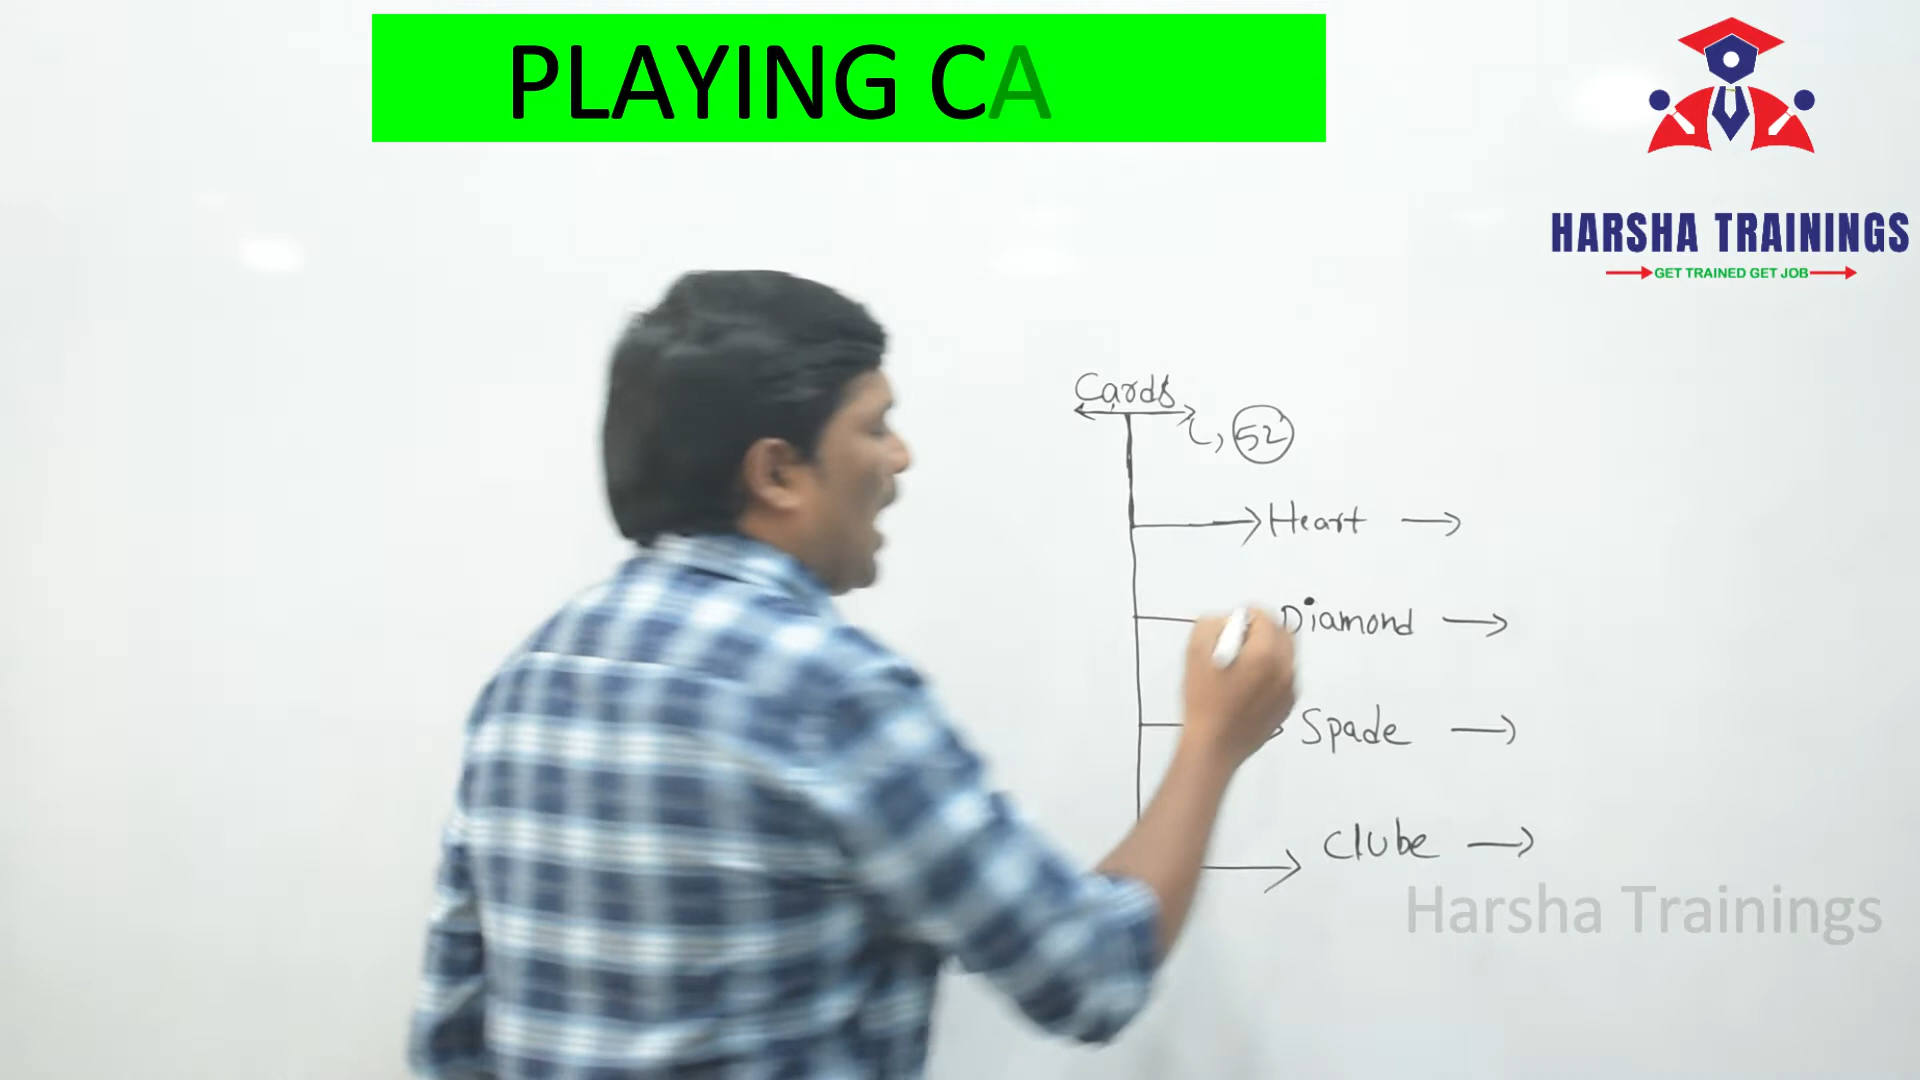 PLAYING CA
HARSHA TRAININGS
GET TRAINED GET JOB
Cards
52
Heart
Diamond
Spade
Clube
Harsha Trainings